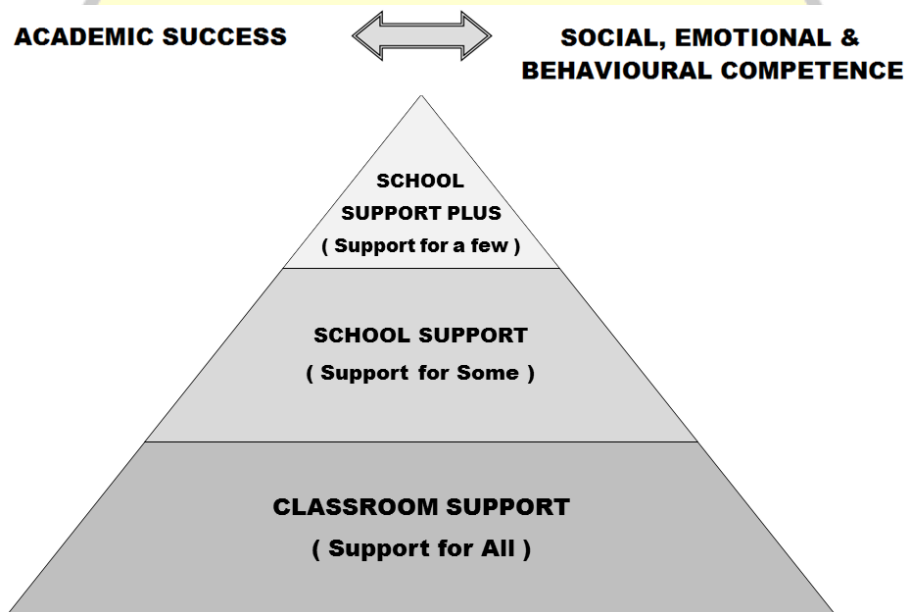 ACADEMIC SUCCESS
SOCIAL, EMOTIONAL &
BEHAVIOURAL COMPETENCE
SCHOOL
SUPPORT PLUS
( Support for a few )
SCHOOL SUPPORT
( Support for Some )
CLASSROOM SUPPORT
( Support for All )